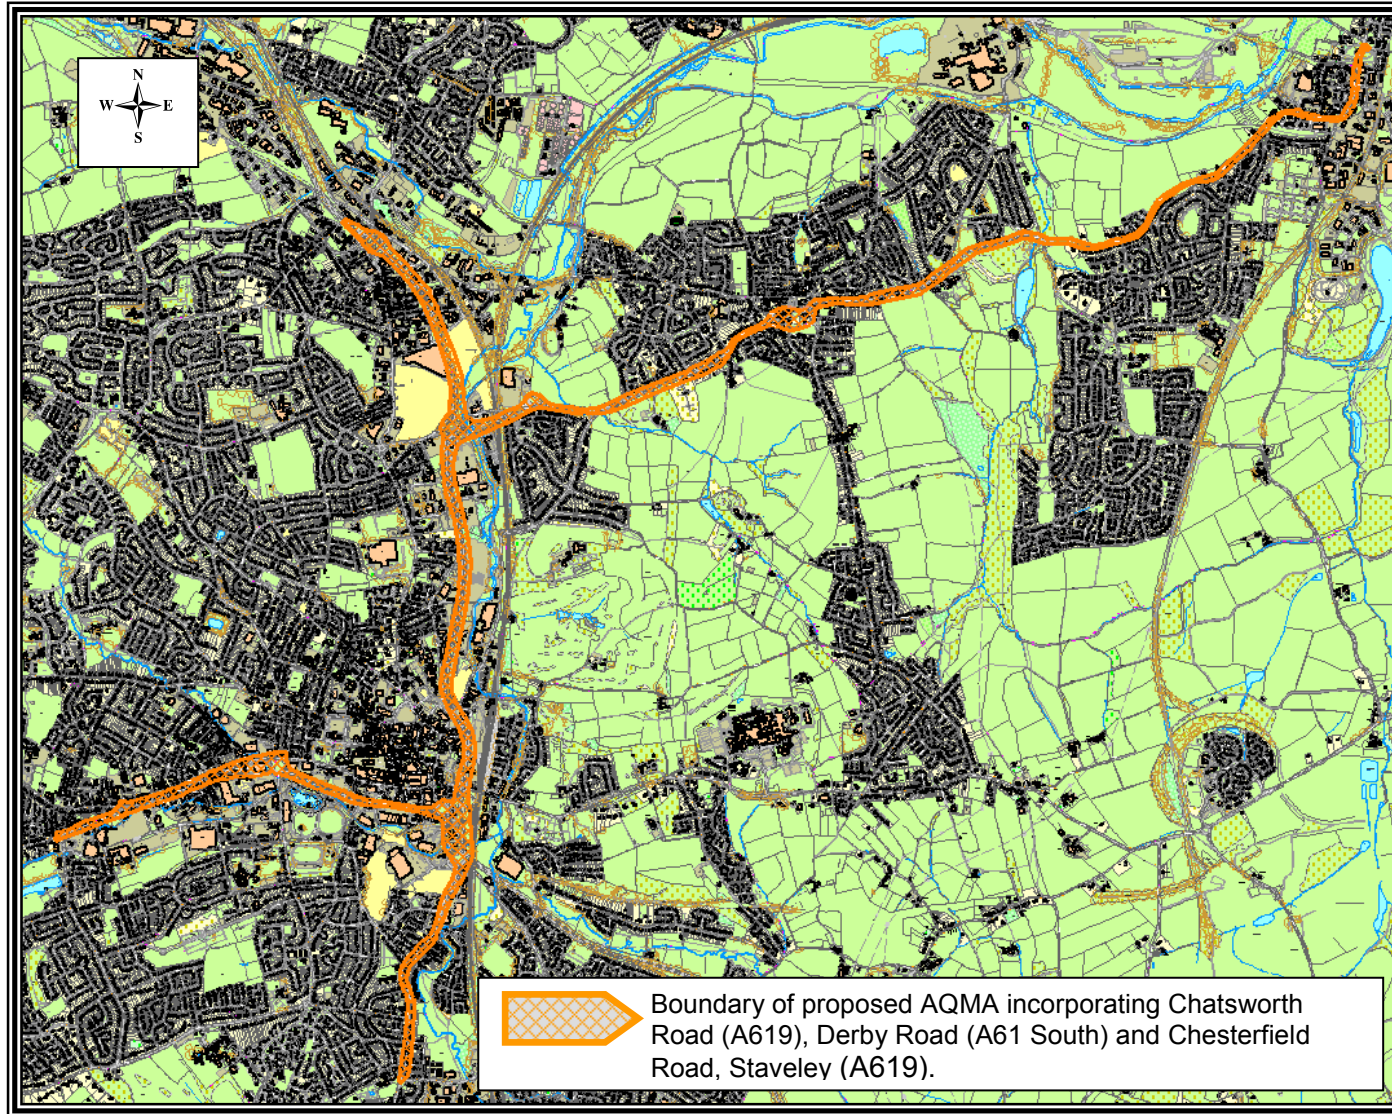 N
W E
S
Boundary of proposed AQMA incorporating Chatsworth
Road (A619), Derby Road (A61 South) and Chesterfield
Road, Staveley (A619).